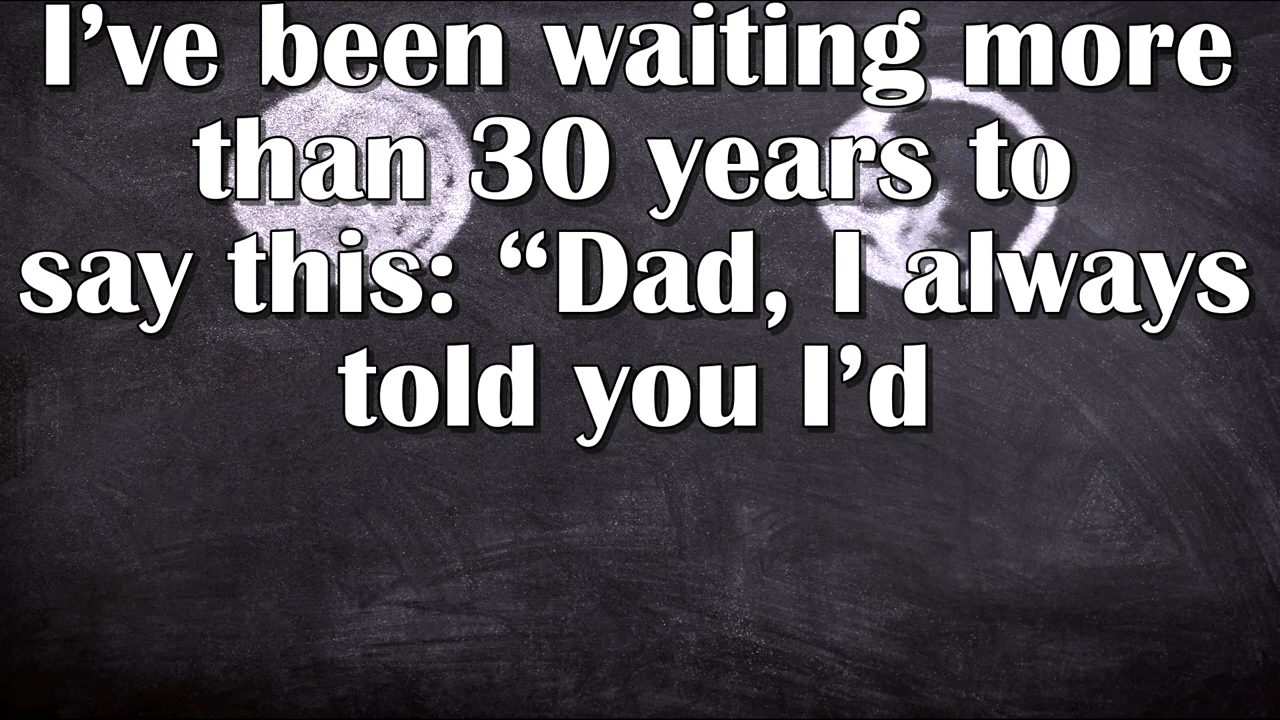 I’ve been waiting more
than 30 years to
say this: “Dad, I always
told you I’d